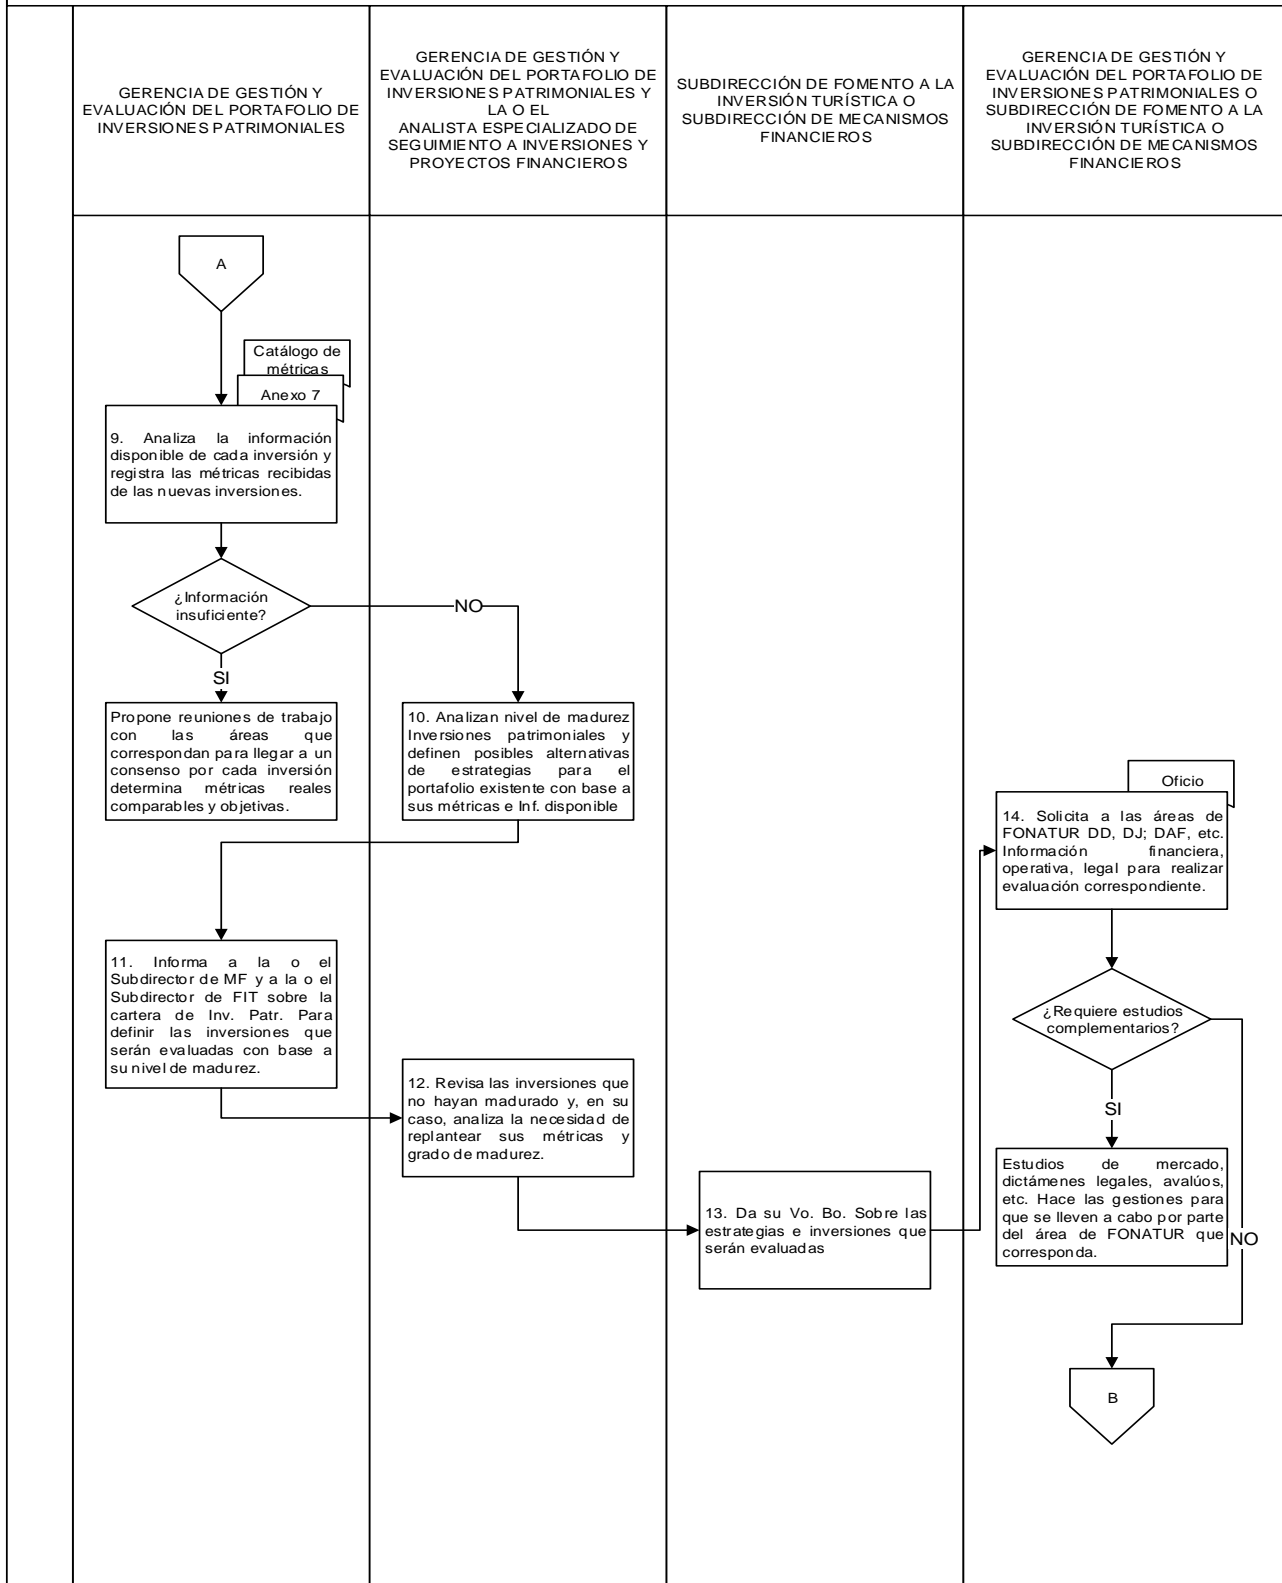 GERENCIA DE GESTIÓN Y
EVALUACIÓN DEL PORTAFOLIO DE
INVERSIONES PATRIMONIALES
GERENCIA DE GESTIÓN Y
EVALUACIÓN DEL PORTAFOLIO DE
INVERSIONES PATRIMONIALES Y
LA O EL
ANALISTA ESPECIALIZADO DE
SEGUIMIENTO A INVERSIONES Y
PROYECTOS FINANCIEROS
SUBDIRECCIÓN DE FOMENTO A LA
INVERSIÓN TURÍSTICA O
SUBDIRECCIÓN DE MECANISMOS
FINANCIEROS
GERENCIA DE GESTIÓN Y
EVALUACIÓN DEL PORTAFOLIO DE
INVERSIONES PATRIMONIALES O
SUBDIRECCIÓN DE FOMENTO A LA
INVERSIÓN TURÍSTICA O
SUBDIRECCIÓN DE MECANISMOS
FINANCIEROS
A
Catálogo de
métricas
Anexo 7
9. Analiza la información
disponible de cada inversión y
registra las métricas recibidas
de las nuevas inversiones.
¿Información
insuficiente?
NO
SI
Propone reuniones de trabajo
con las áreas que
correspondan para llegar a un
consenso por cada inversión
determina métricas reales
comparables y objetivas.
10. Analizan nivel de madurez
Inversiones patrimoniales y
definen posibles alternativas
de estrategias para el
portafolio existente con base a
sus métricas e Inf. disponible
11. Informa a la o el
Subdirector de MF y a la o el
Subdirector de FIT sobre la
cartera de Inv. Patr. Para
definir las inversiones que
serán evaluadas con base a
su nivel de madurez.
12. Revisa las inversiones que
no hayan madurado y, en su
caso, analiza la necesidad de
replantear sus métricas y
grado de madurez.
13. Da su Vo. Bo. Sobre las
estrategias e inversiones que
serán evaluadas
Oficio
14. Solicita a las áreas de
FONATUR DD, DJ; DAF, etc.
Información financiera,
operativa, legal para realizar
evaluación correspondiente.
¿Requiere estudios
complementarios?
SI
Estudios de mercado,
dictámenes legales, avalúos,
etc. Hace las gestiones para
que se lleven a cabo por parte
del área de FONATUR que
corresponda.
NO
B